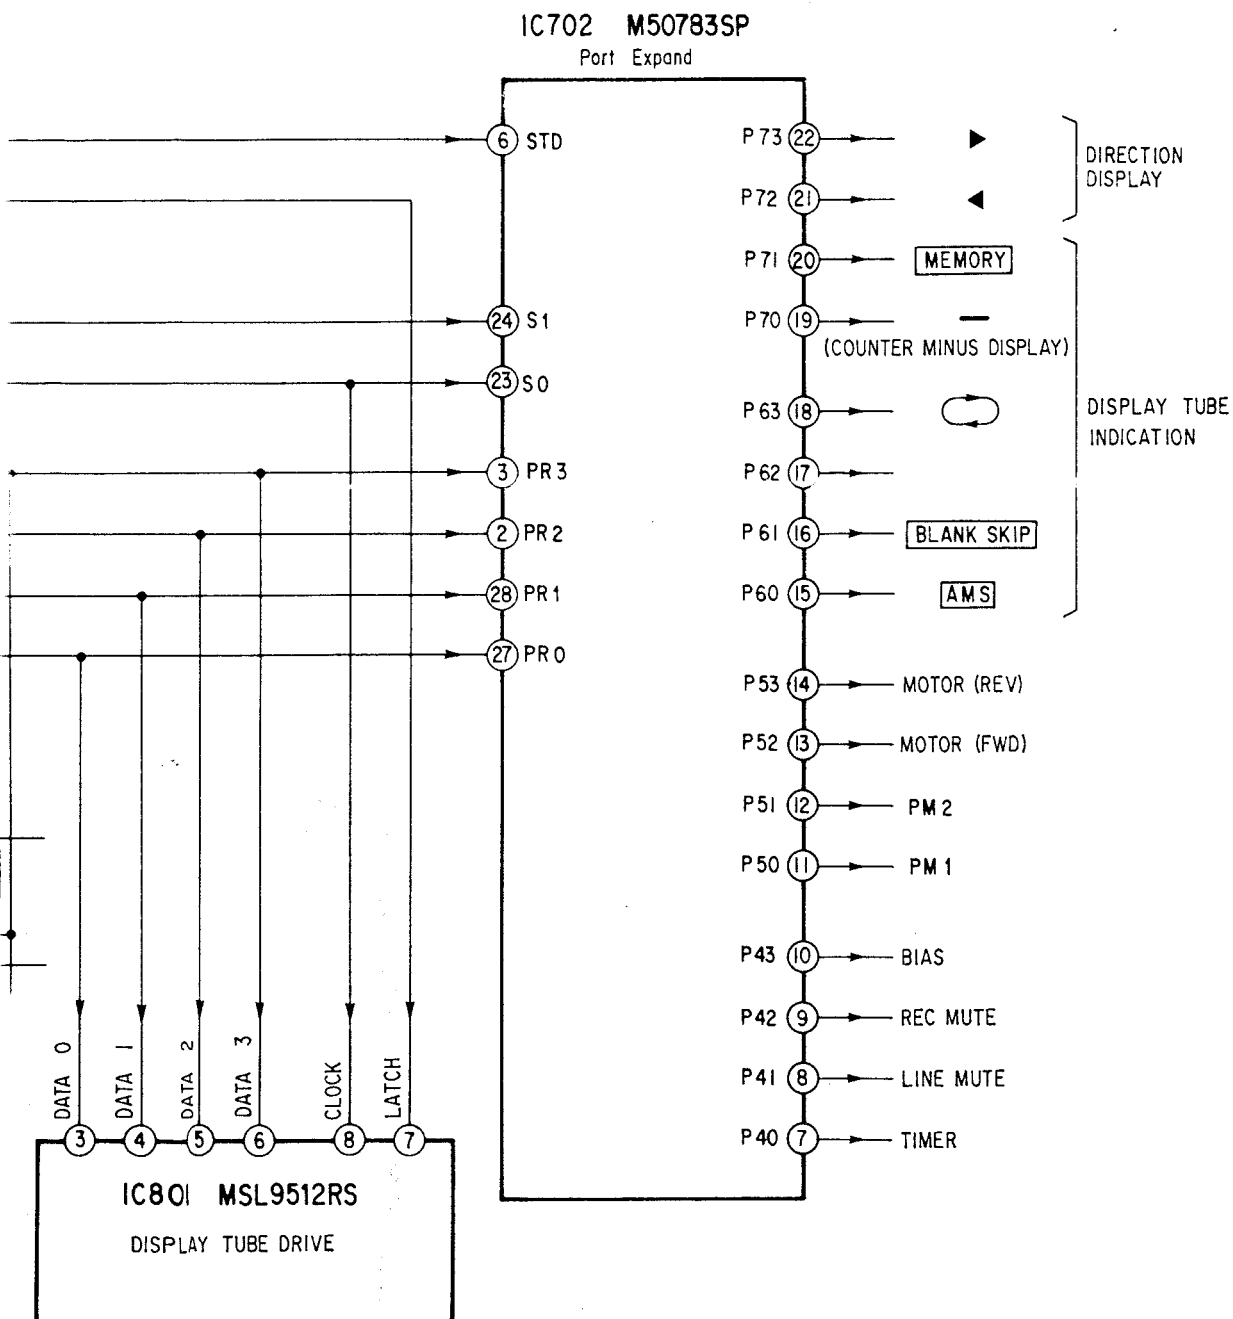 IC702 M50783SP
Port Expand
6 STD
P73 22
DIRECTION
DISPLAY
P72 21
P71 20 MEMORY
24 S1
P70 19 —
(COUNTER MINUS DISPLAY)
23 S0
P63 18
DISPLAY TUBE
INDICATION
3 PR3
P62 17
2 PR2
P61 16 BLANK SKIP
28 PR1
P60 15 AMS
27 PR0
P53 14 MOTOR (REV)
P52 13 MOTOR (FWD)
P51 12 PM2
P50 11 PM1
P43 10 BIAS
P42 9 REC MUTE
P41 8 LINE MUTE
P40 7 TIMER
DATA 0
DATA 1
DATA 2
DATA 3
CLOCK
LATCH
3 4 5 6 8 7
IC801 MSL9512RS
DISPLAY TUBE DRIVE